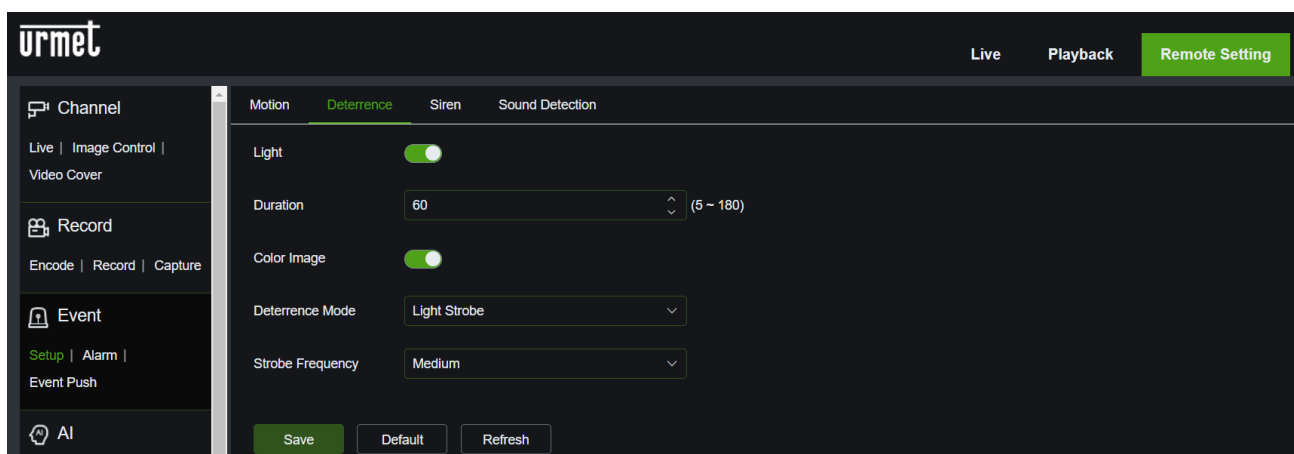 urmet
Live Playback Remote Setting
Channel
Live | Image Control |
Video Cover
Record
Encode | Record | Capture
Event
Setup | Alarm |
Event Push
AI
Motion Deterrence Siren Sound Detection
Light
Duration 60 (5 ~ 180)
Color Image
Deterrence Mode Light Strobe
Strobe Frequency Medium
Save Default Refresh